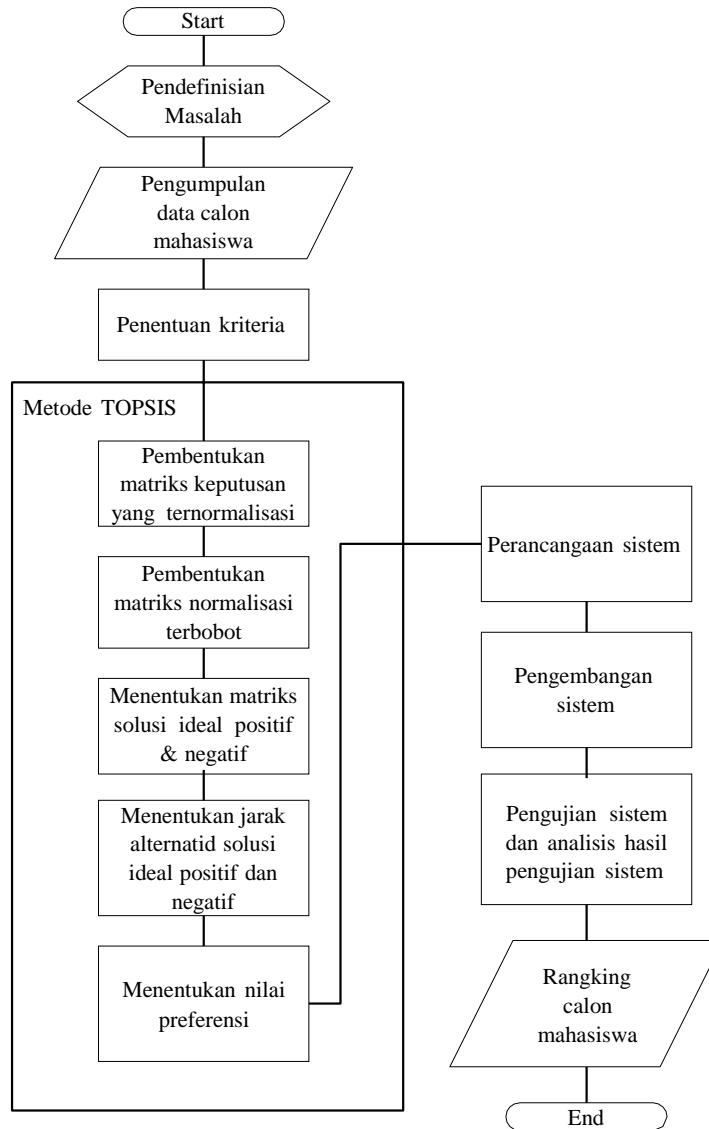 Start
Pendefinisian
Masalah
Pengumpulan
data calon
mahasiswa
Penentuan kriteria
Metode TOPSIS
Pembentukan
matriks keputusan
yang ternormalisasi
Pembentukan
matriks normalisasi
terbobot
Menentukan matriks
solusi ideal positif
& negatif
Menentukan jarak
alternatid solusi
ideal positif dan
negatif
Menentukan nilai
preferensi
Perancangaan sistem
Pengembangan
sistem
Pengujian sistem
dan analisis hasil
pengujian sistem
Rangking
calon
mahasiswa
End